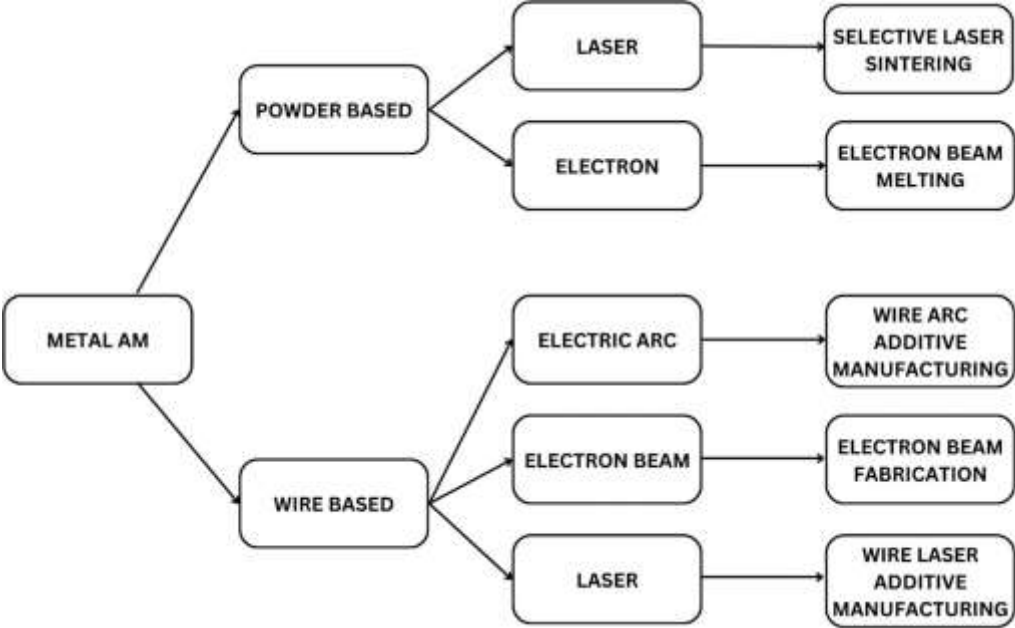 LASER
SELECTIVE LASER
SINTERING
POWDER BASED
ELECTRON
ELECTRON BEAM
MELTING
METAL AM
ELECTRIC ARC
WIRE ARC
ADDITIVE
MANUFACTURING
ELECTRON BEAM
ELECTRON BEAM
FABRICATION
WIRE BASED
LASER
WIRE LASER
ADDITIVE
MANUFACTURING